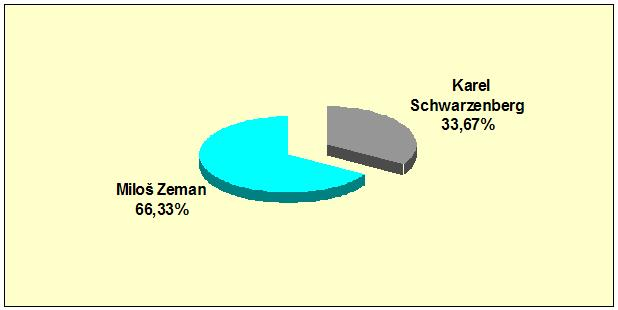 Karel
Schwarzenberg
33,67%
Miloš Zeman
66,33%